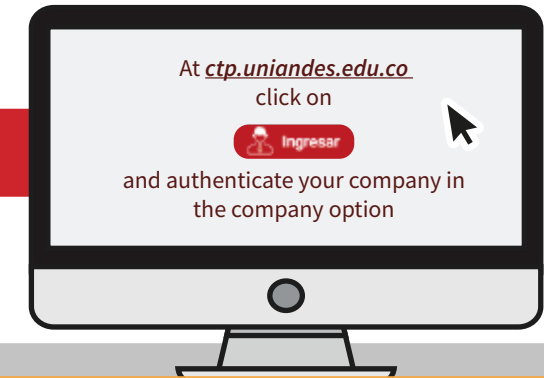 At ctp.uniandes.edu.co
click on
Ingresar
and authenticate your company in
the company option